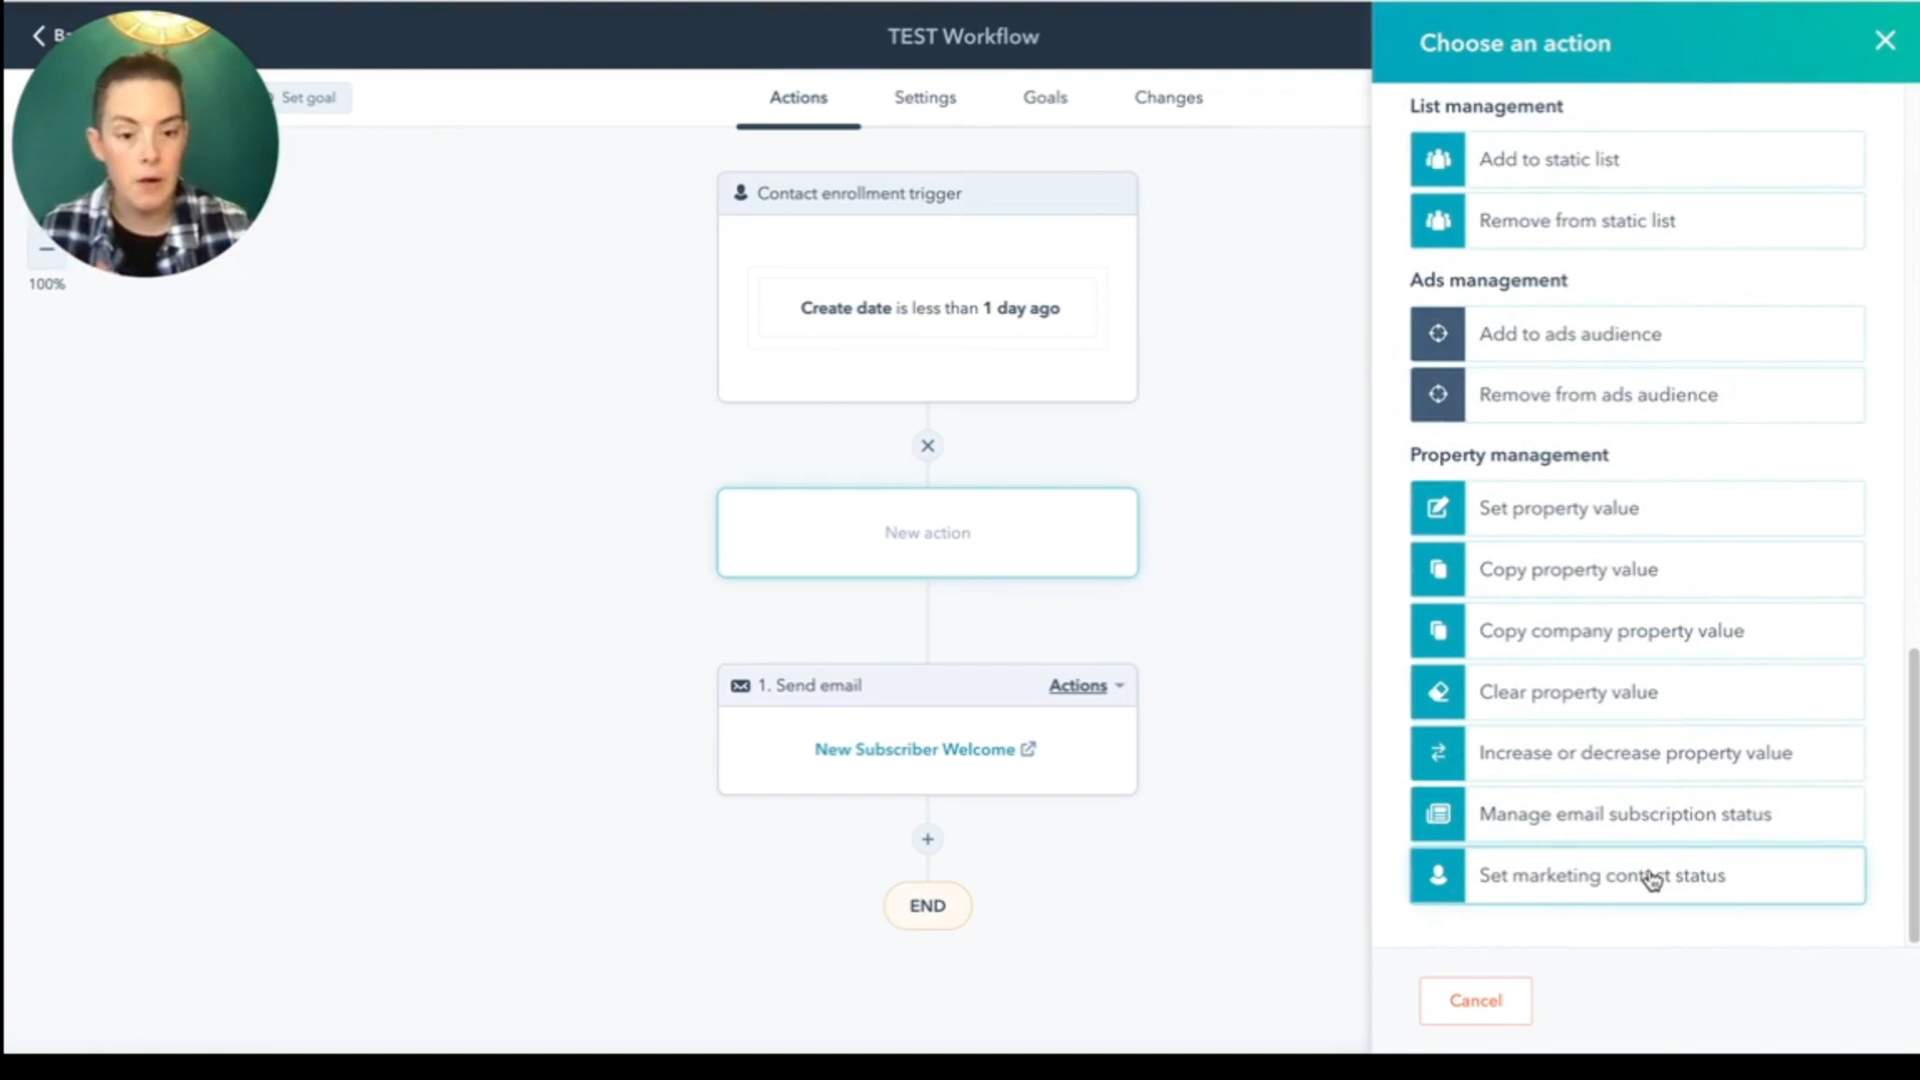 TEST Workflow
Set goal
Actions
Settings
Goals
Changes
100%
Contact enrollment trigger
Create date is less than 1 day ago
New action
1. Send email
Actions
New Subscriber Welcome
END
Choose an action
List management
Add to static list
Remove from static list
Ads management
Add to ads audience
Remove from ads audience
Property management
Set property value
Copy property value
Copy company property value
Clear property value
Increase or decrease property value
Manage email subscription status
Set marketing contact status
Cancel